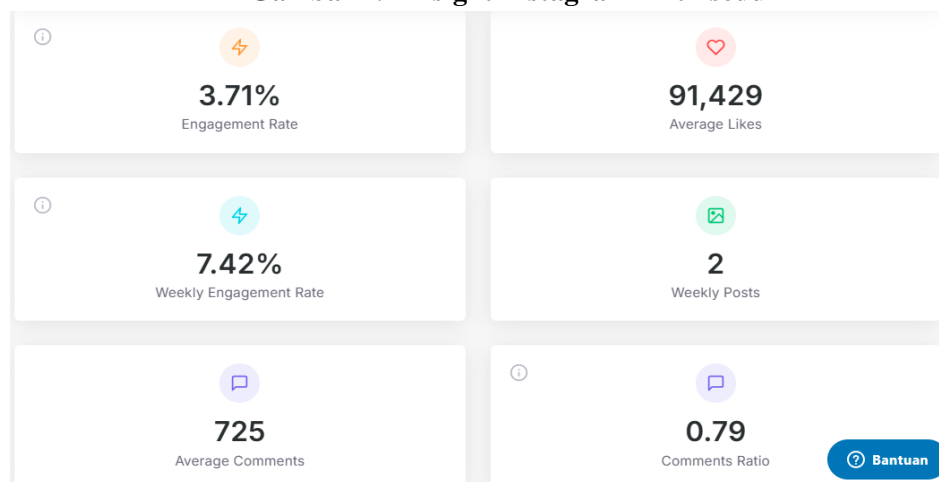 3.71%
Engagement Rate
91,429
Average Likes
7.42%
Weekly Engagement Rate
2
Weekly Posts
725
Average Comments
0.79
Comments Ratio
Bantuan